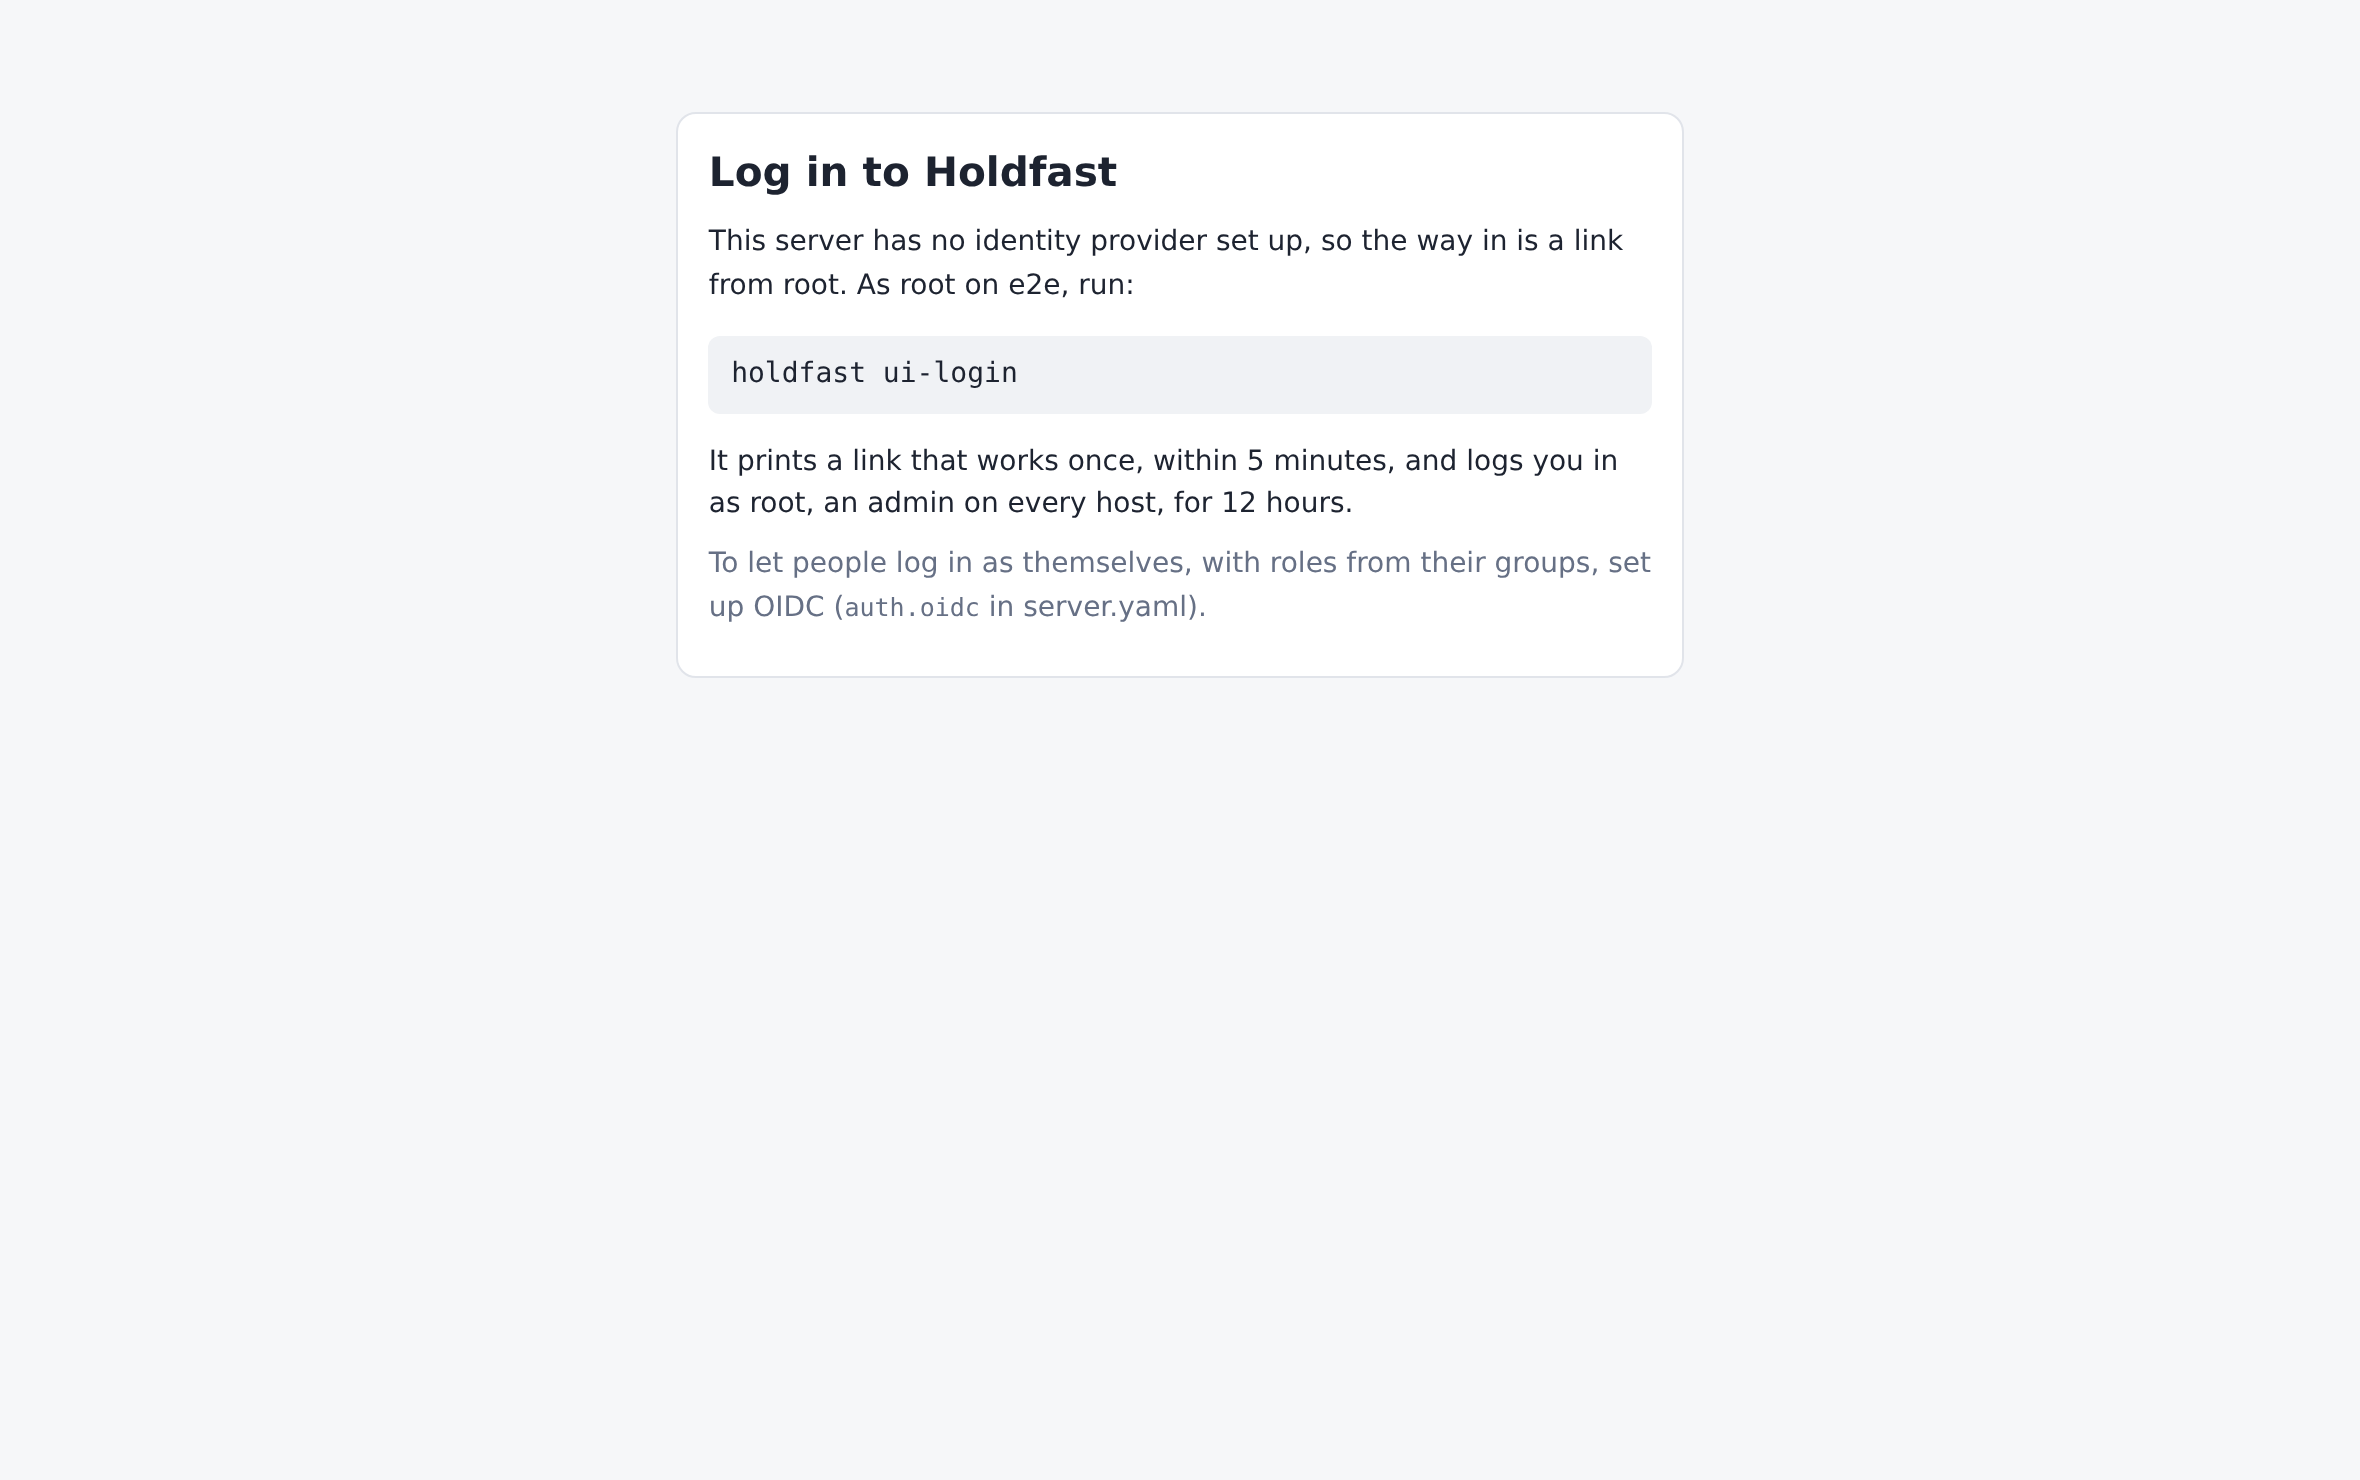 Log in to Holdfast
This server has no identity provider set up, so the way in is a link
from root. As root on e2e, run:
holdfast ui-login
It prints a link that works once, within 5 minutes, and logs you in
as root, an admin on every host, for 12 hours.
To let people log in as themselves, with roles from their groups, set
up OIDC (auth.oidc in server.yaml).